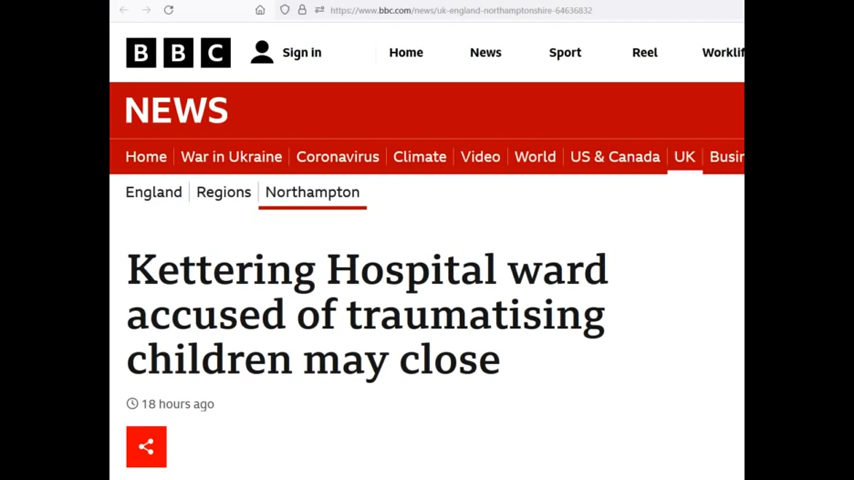 https://www.bbc.com/news/uk-england-northamptonshire-64636832
BBC Sign in Home News Sport Reel Worklif
NEWS
Home War in Ukraine Coronavirus Climate Video World US & Canada UK Busin
England Regions Northampton
Kettering Hospital ward
accused of traumatising
children may close
18 hours ago